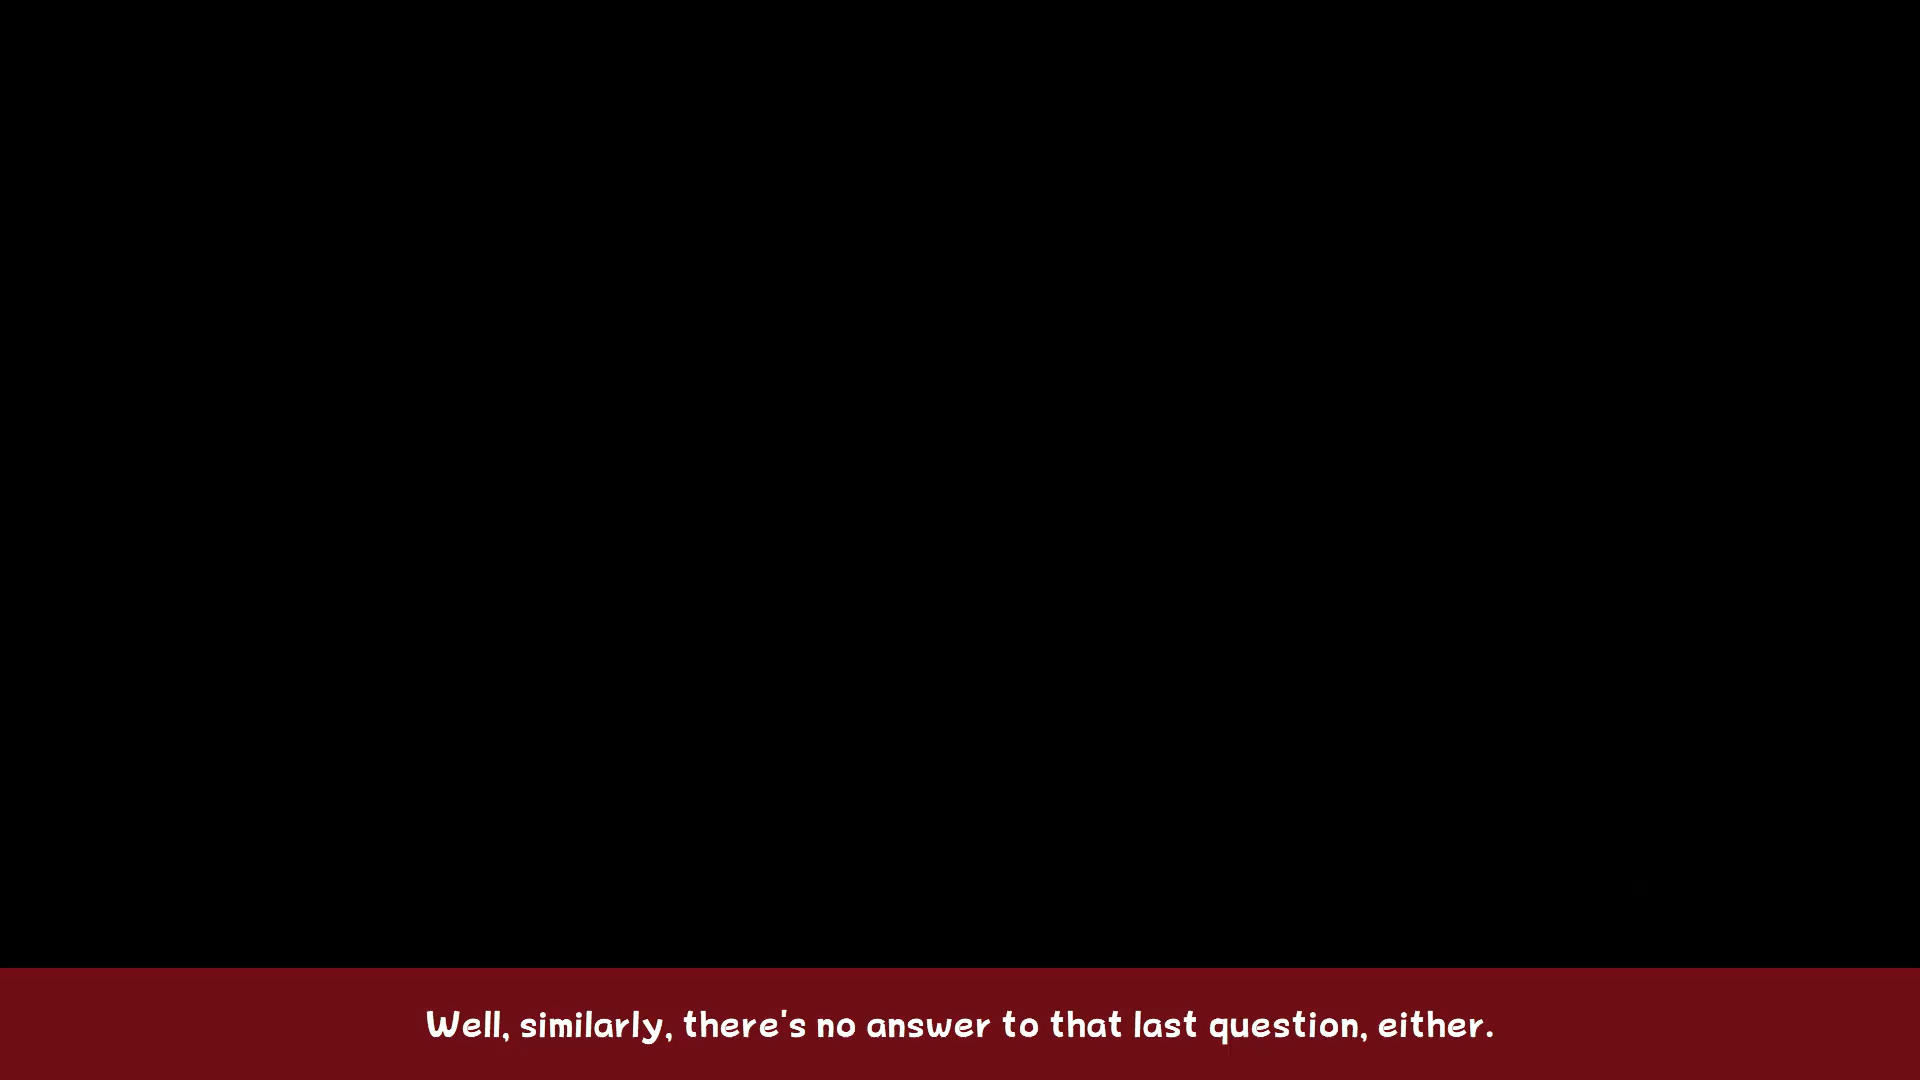 Well, similarly, there's no answer to that last question, either.